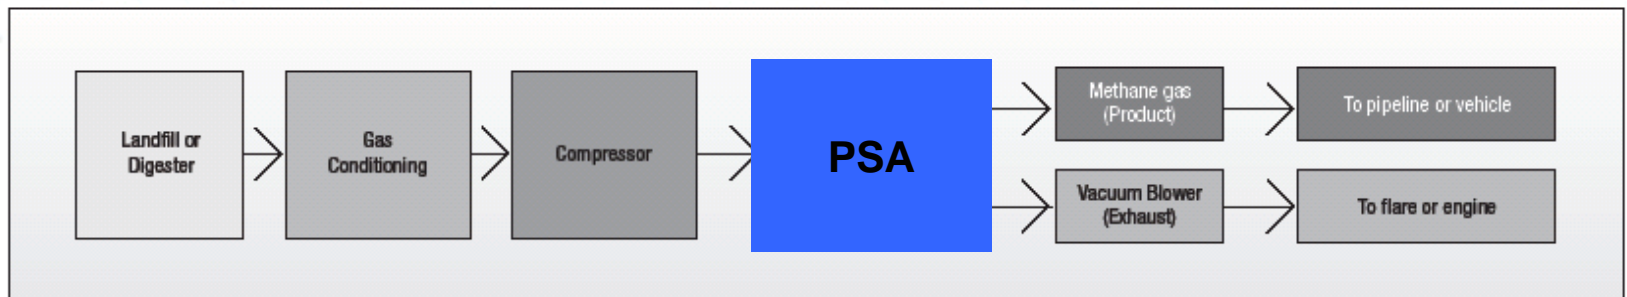 Landfill or
Digester
Gas
Conditioning
Compressor
PSA
Methane gas
(Product)
To pipeline or vehicle
Vacuum Blower
(Exhaust)
To flare or engine